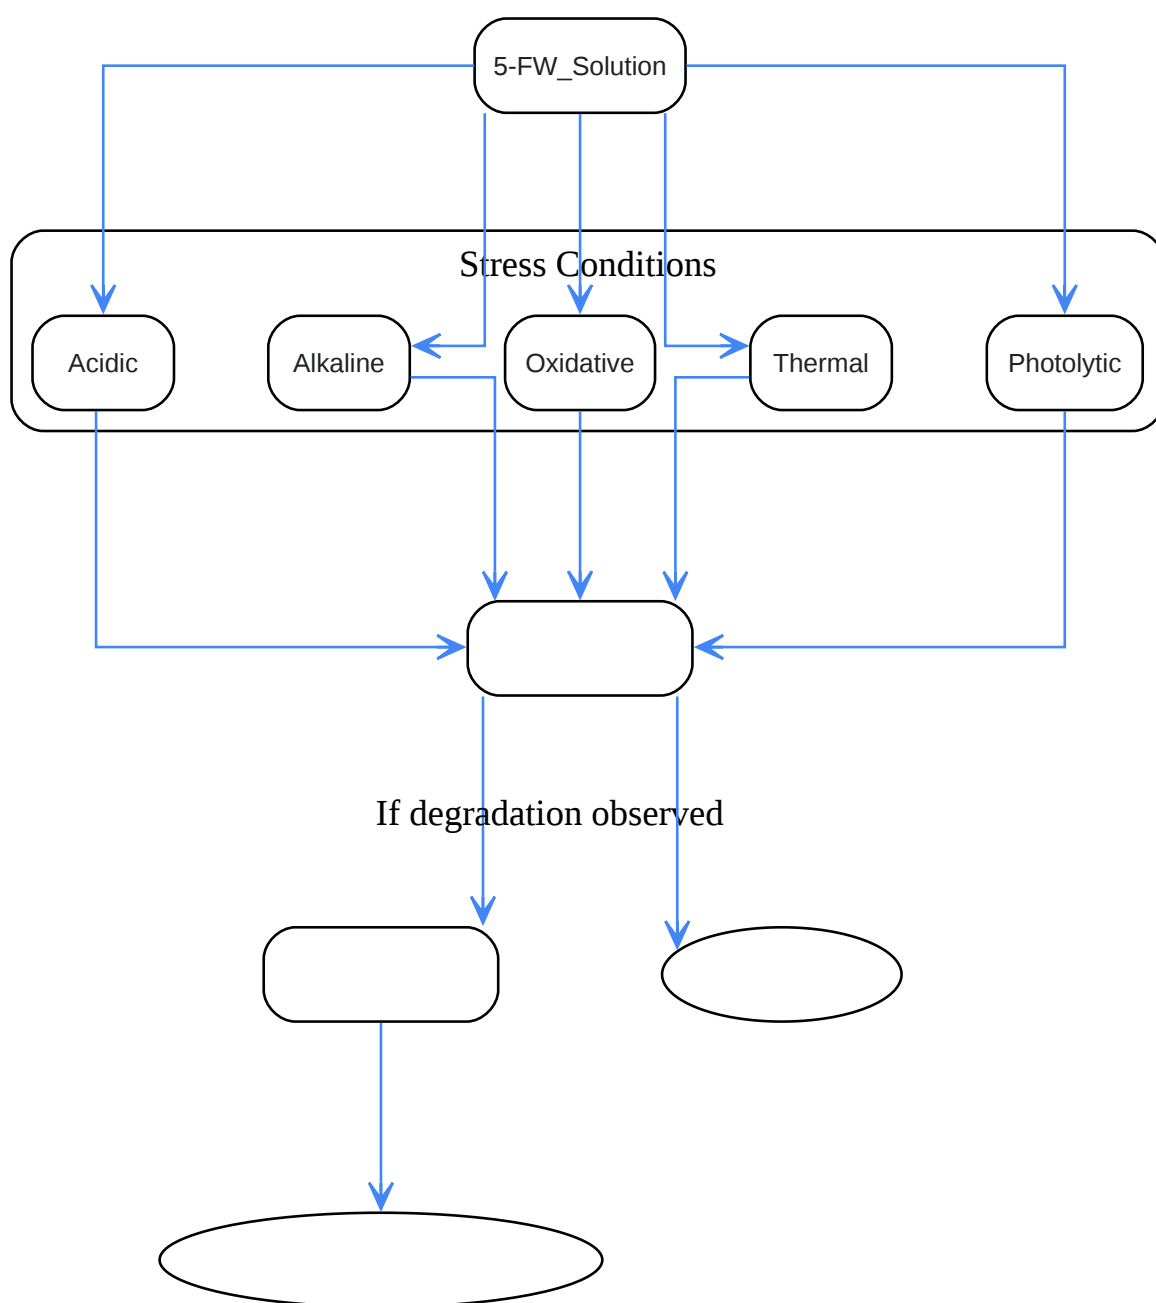 5-FW_Solution
Stress Conditions
Acidic
Alkaline
Oxidative
Thermal
Photolytic
If degradation observed